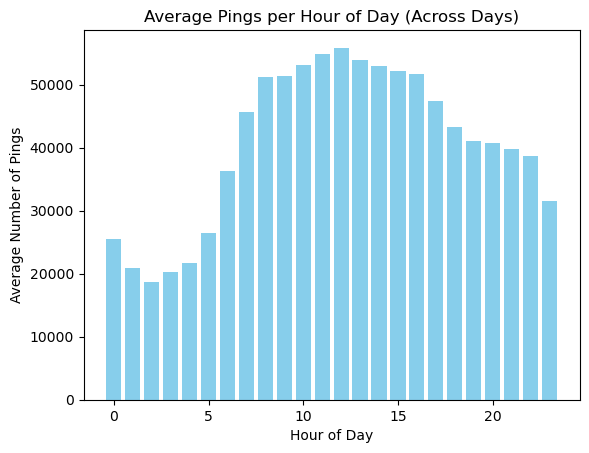 Average Pings per Hour of Day (Across Days)
Average Number of Pings
50000
40000
30000
20000
10000
0
0 5 10 15 20
Hour of Day